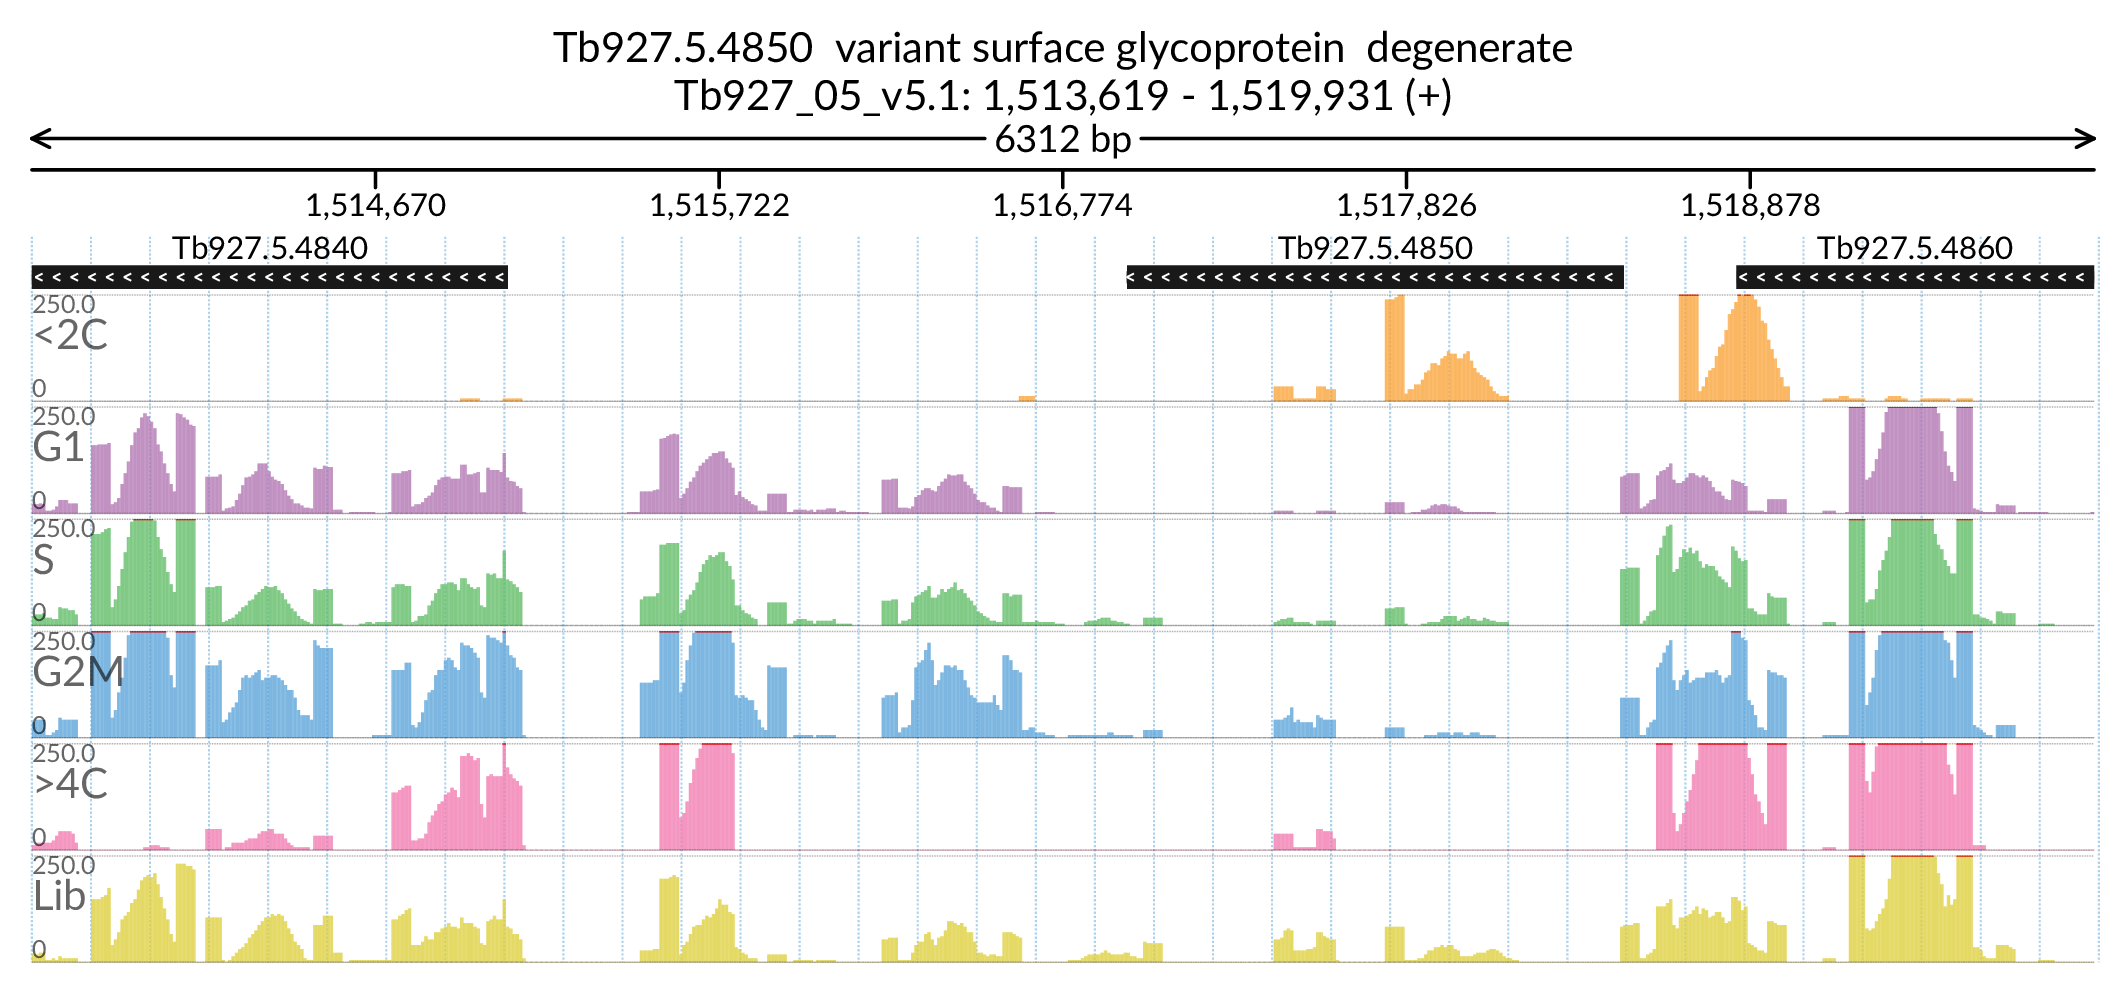 Tb927.5.4850  variant surface glycoprotein  degenerate
Tb927_05_v5.1: 1,513,619 - 1,519,931 (+)
6312 bp
1,514,670 1,515,722 1,516,774 1,517,826 1,518,878
Tb927.5.4840 Tb927.5.4850 Tb927.5.4860
250.0
<2C
0
250.0
G1
0
250.0
S
0
250.0
G2M
0
250.0
>4C
0
250.0
Lib
0